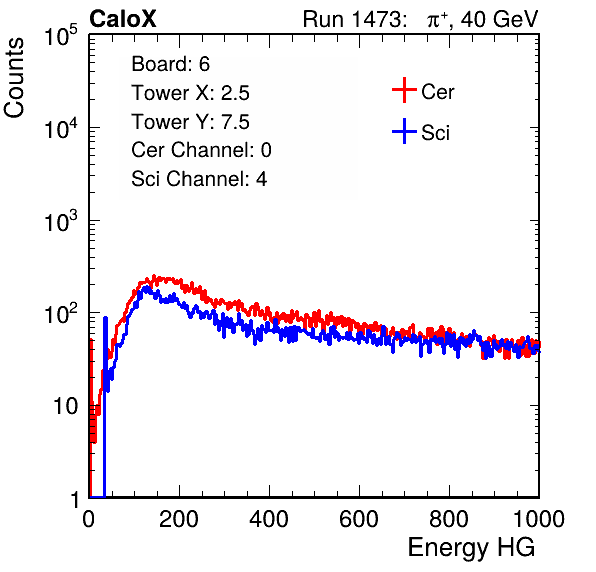 CaloX Run 1473: π⁺, 40 GeV
Board: 6
Tower X: 2.5
Tower Y: 7.5
Cer Channel: 0
Sci Channel: 4
Cer
Sci
Counts
10⁵
10⁴
10³
10²
10
1
0 200 400 600 800 1000
Energy HG